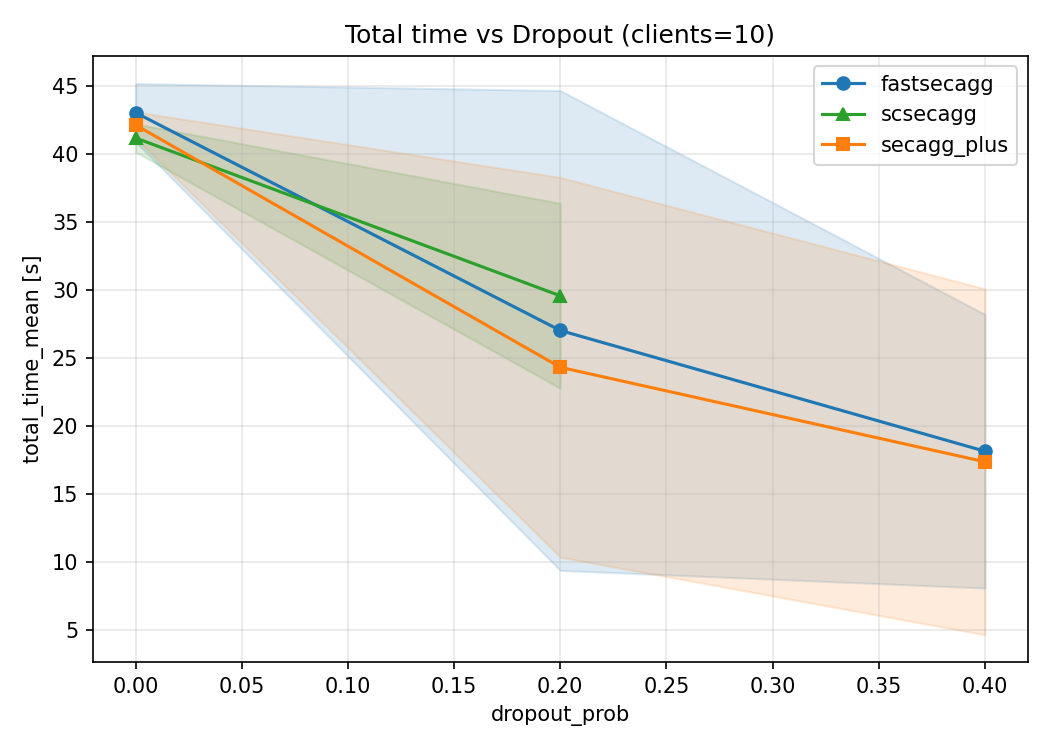 Total time vs Dropout (clients=10)
fastsecagg
scsecagg
secagg_plus
total_time_mean [s]
45
40
35
30
25
20
15
10
5
0.00 0.05 0.10 0.15 0.20 0.25 0.30 0.35 0.40
dropout_prob